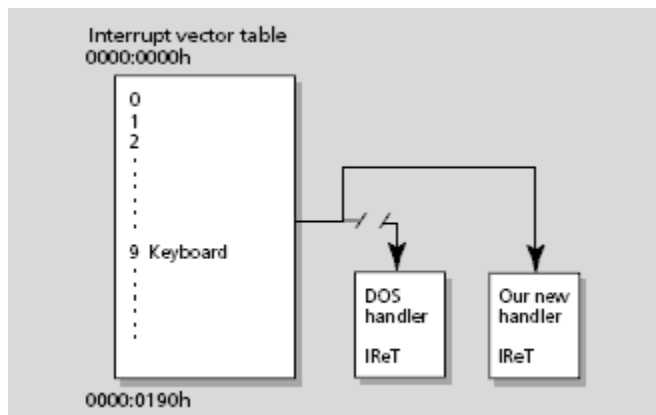 Interrupt vector table
0000:0000h
0
1
2
9 Keyboard
DOS
handler
IReT
Our new
handler
IReT
0000:0190h